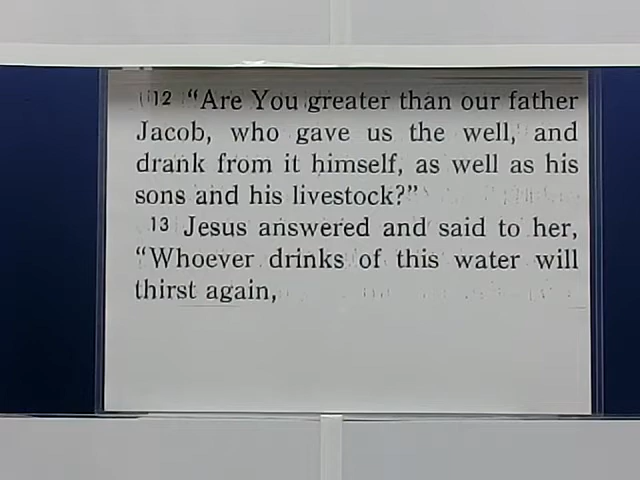 12 “Are You greater than our father
Jacob, who gave us the well, and
drank from it himself, as well as his
sons and his livestock?”
13 Jesus answered and said to her,
“Whoever drinks of this water will
thirst again,